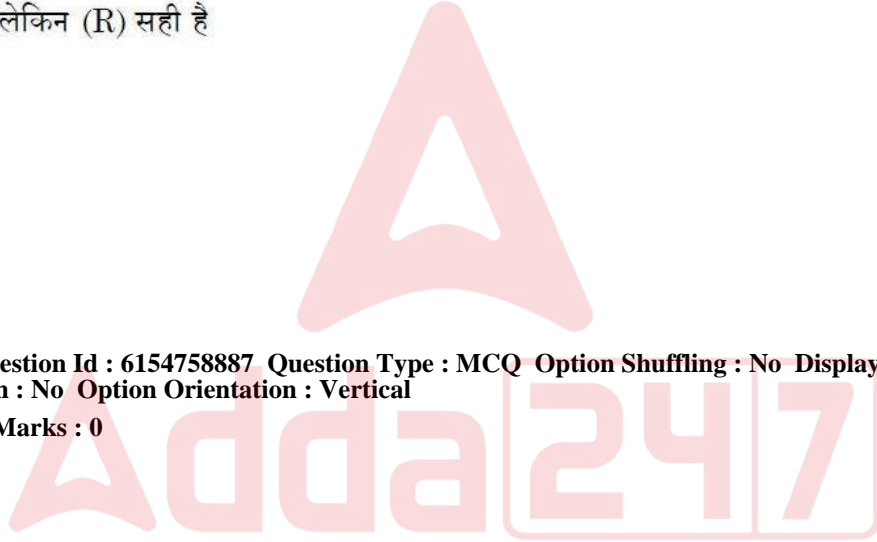 लेकिन (R) सही है
estion Id : 6154758887 Question Type : MCQ Option Shuffling : No Display
: No Option Orientation : Vertical
Marks : 0
Adda247